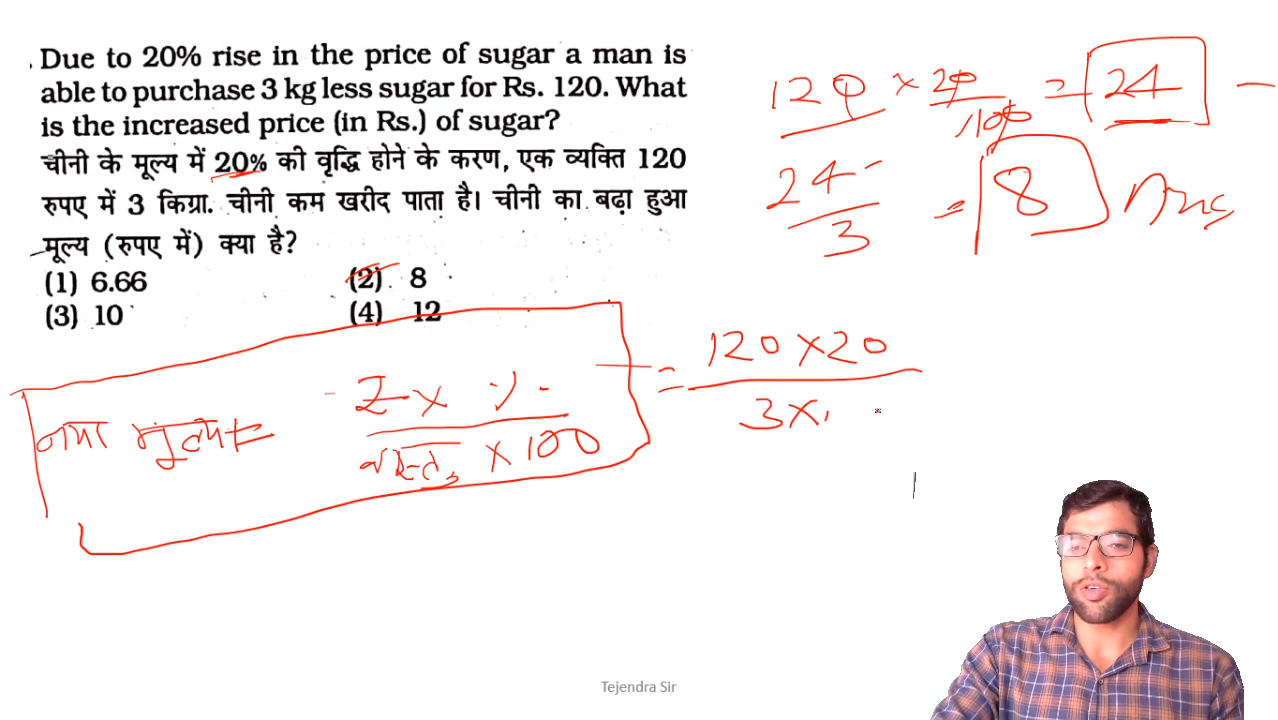 . Due to 20% rise in the price of sugar a man is
able to purchase 3 kg less sugar for Rs. 120. What
is the increased price (in Rs.) of sugar?
चीनी के मूल्य में 20% की वृद्धि होने के करण, एक व्यक्ति 120
रुपए में 3 किग्रा. चीनी कम खरीद पाता है। चीनी का बढ़ा हुआ
मूल्य (रुपए में) क्या है?
(1) 6.66 (2) 8
(3) 10 (4) 12
120 × 20/100 = 24 –
24/3 = 8 Ans
नया मूल्य = Z × %/वस्तु × 100 = 120 × 20/3 ×
Tejendra Sir